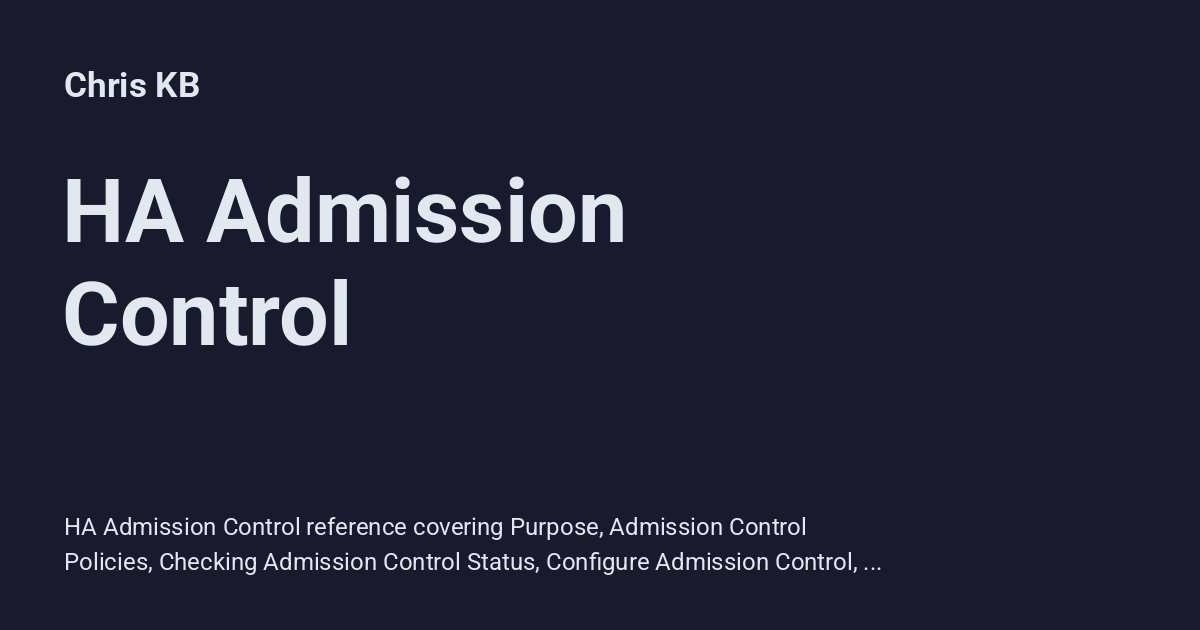 Chris KB
HA Admission
Control
HA Admission Control reference covering Purpose, Admission Control
Policies, Checking Admission Control Status, Configure Admission Control, ...